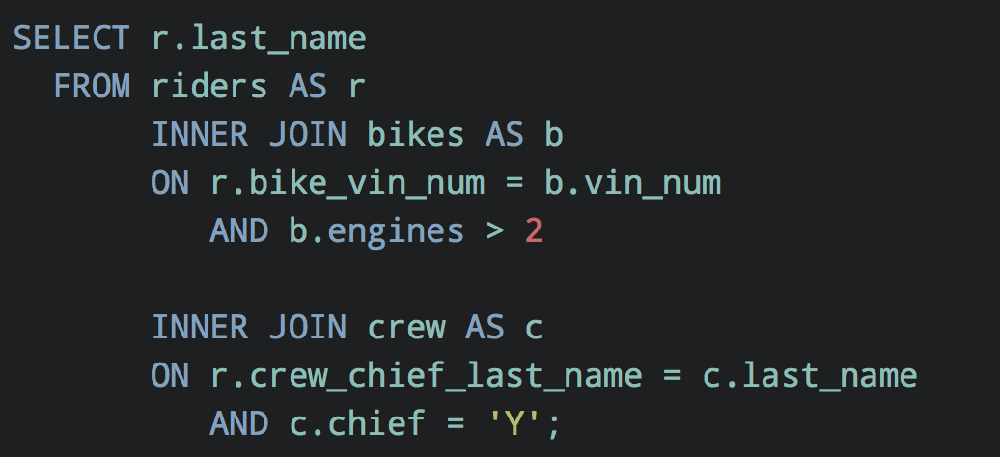 SELECT r.last_name
  FROM riders AS r
       INNER JOIN bikes AS b
       ON r.bike_vin_num = b.vin_num
          AND b.engines > 2

       INNER JOIN crew AS c
       ON r.crew_chief_last_name = c.last_name
          AND c.chief = 'Y';